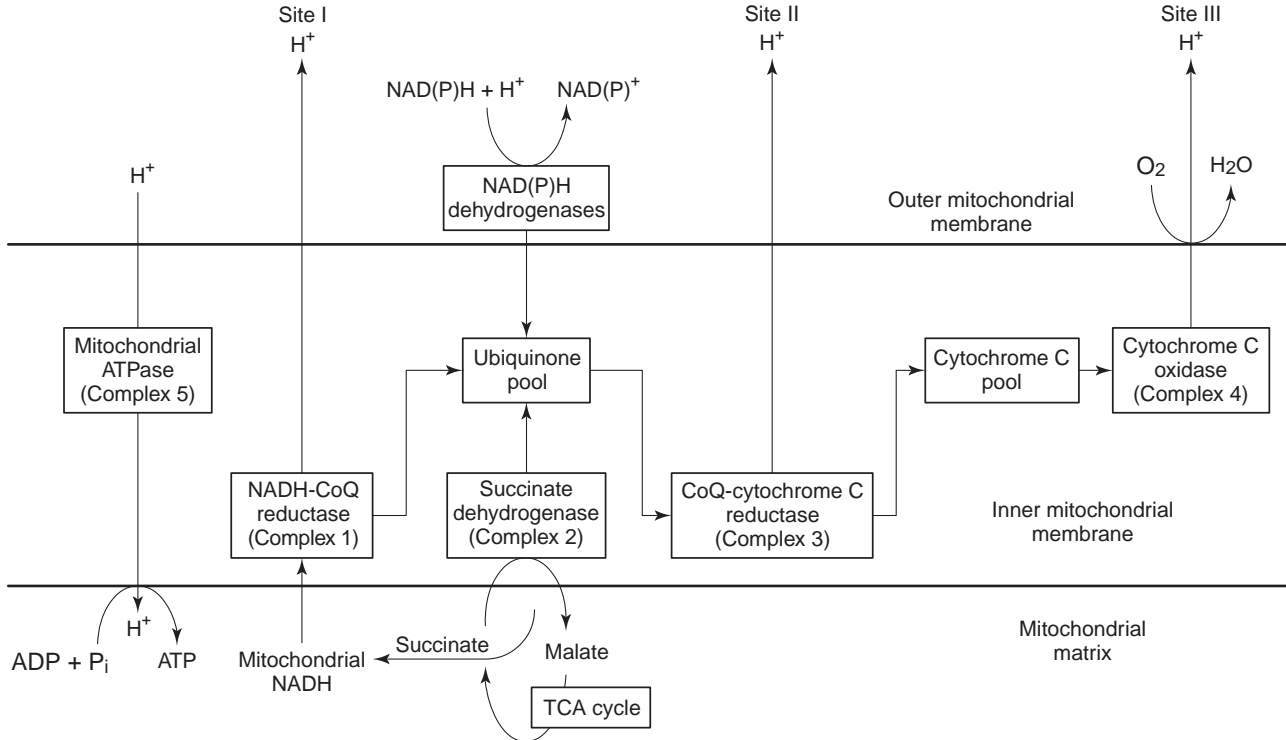 Site I
H+
Site II
H+
Site III
H+
NAD(P)H + H+
NAD(P)+
H+
NAD(P)H
dehydrogenases
Outer mitochondrial
membrane
O2
H2O
Mitochondrial
ATPase
(Complex 5)
Ubiquinone
pool
Cytochrome C
pool
Cytochrome C
oxidase
(Complex 4)
NADH-CoQ
reductase
(Complex 1)
Succinate
dehydrogenase
(Complex 2)
CoQ-cytochrome C
reductase
(Complex 3)
Inner mitochondrial
membrane
H+
ADP + Pi
ATP
Mitochondrial
NADH
Succinate
Malate
TCA cycle
Mitochondrial
matrix